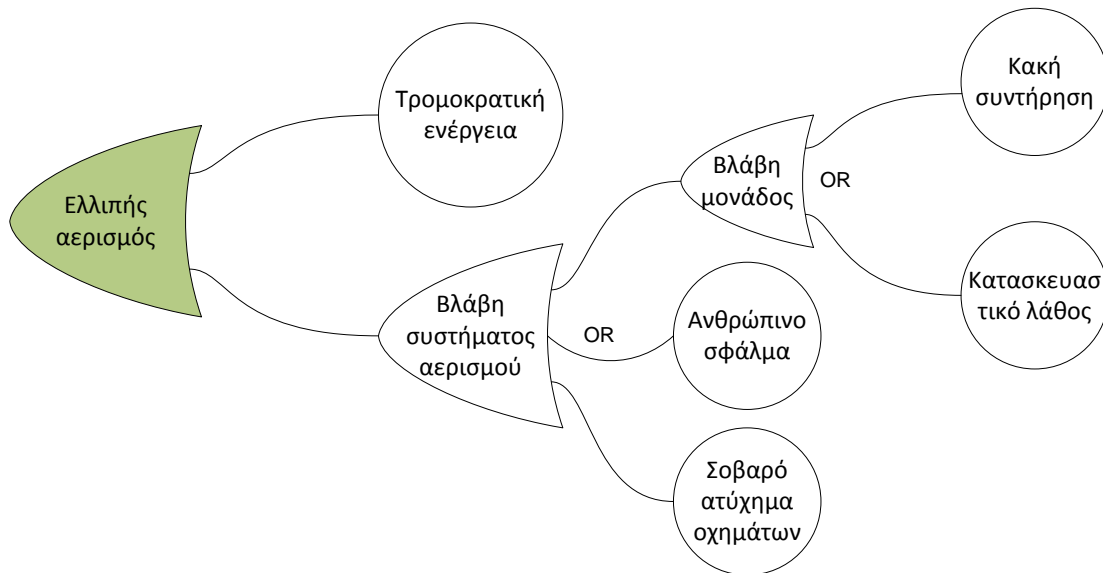 Ελλιπής
αερισμός
Τρομοκρατική
ενέργεια
Βλάβη
συστήματος
αερισμού
OR
Βλάβη
μονάδος
OR
Κακή
συντήρηση
Κατασκευασ
τικό λάθος
Ανθρώπινο
σφάλμα
Σοβαρό
ατύχημα
οχημάτων